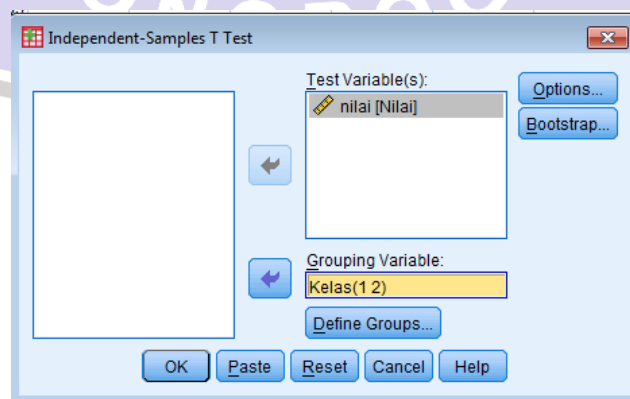 Independent-Samples T Test
Test Variable(s):
nilai [Nilai]
Options...
Bootstrap...
Grouping Variable:
Kelas(1 2)
Define Groups...
OK
Paste
Reset
Cancel
Help